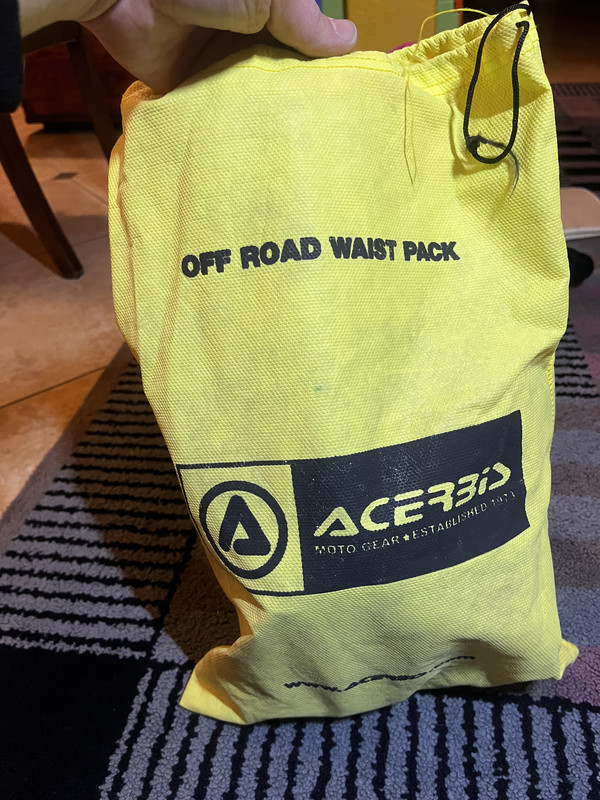 OFF ROAD WAIST PACK
A
ACERBIS
MOTO GEAR★ESTABLISHED 1973